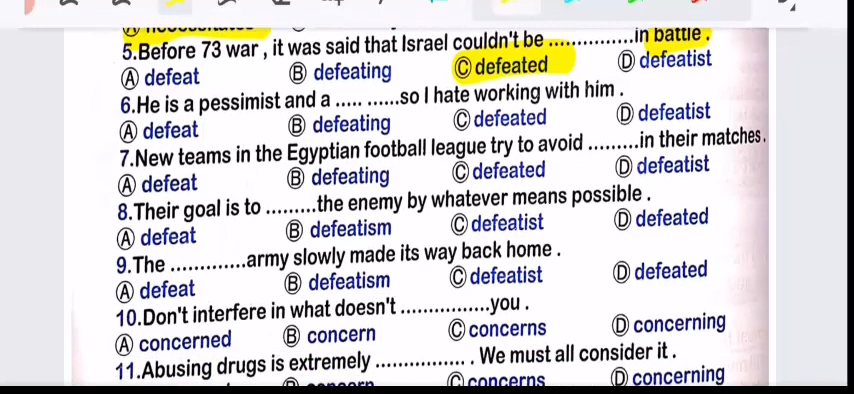 5.Before 73 war , it was said that Israel couldn't be ...............in battle .
Ⓐ defeat Ⓑ defeating Ⓒ defeated Ⓓ defeatist
6.He is a pessimist and a ..... .......so I hate working with him .
Ⓐ defeat Ⓑ defeating Ⓒ defeated Ⓓ defeatist
7.New teams in the Egyptian football league try to avoid .........in their matches.
Ⓐ defeat Ⓑ defeating Ⓒ defeated Ⓓ defeatist
8.Their goal is to .........the enemy by whatever means possible .
Ⓐ defeat Ⓑ defeatism Ⓒ defeatist Ⓓ defeated
9.The .............army slowly made its way back home .
Ⓐ defeat Ⓑ defeatism Ⓒ defeatist Ⓓ defeated
10.Don't interfere in what doesn't ................you .
Ⓐ concerned Ⓑ concern Ⓒ concerns Ⓓ concerning
11.Abusing drugs is extremely ................ . We must all consider it .
Ⓑ concern Ⓒ concerns Ⓓ concerning